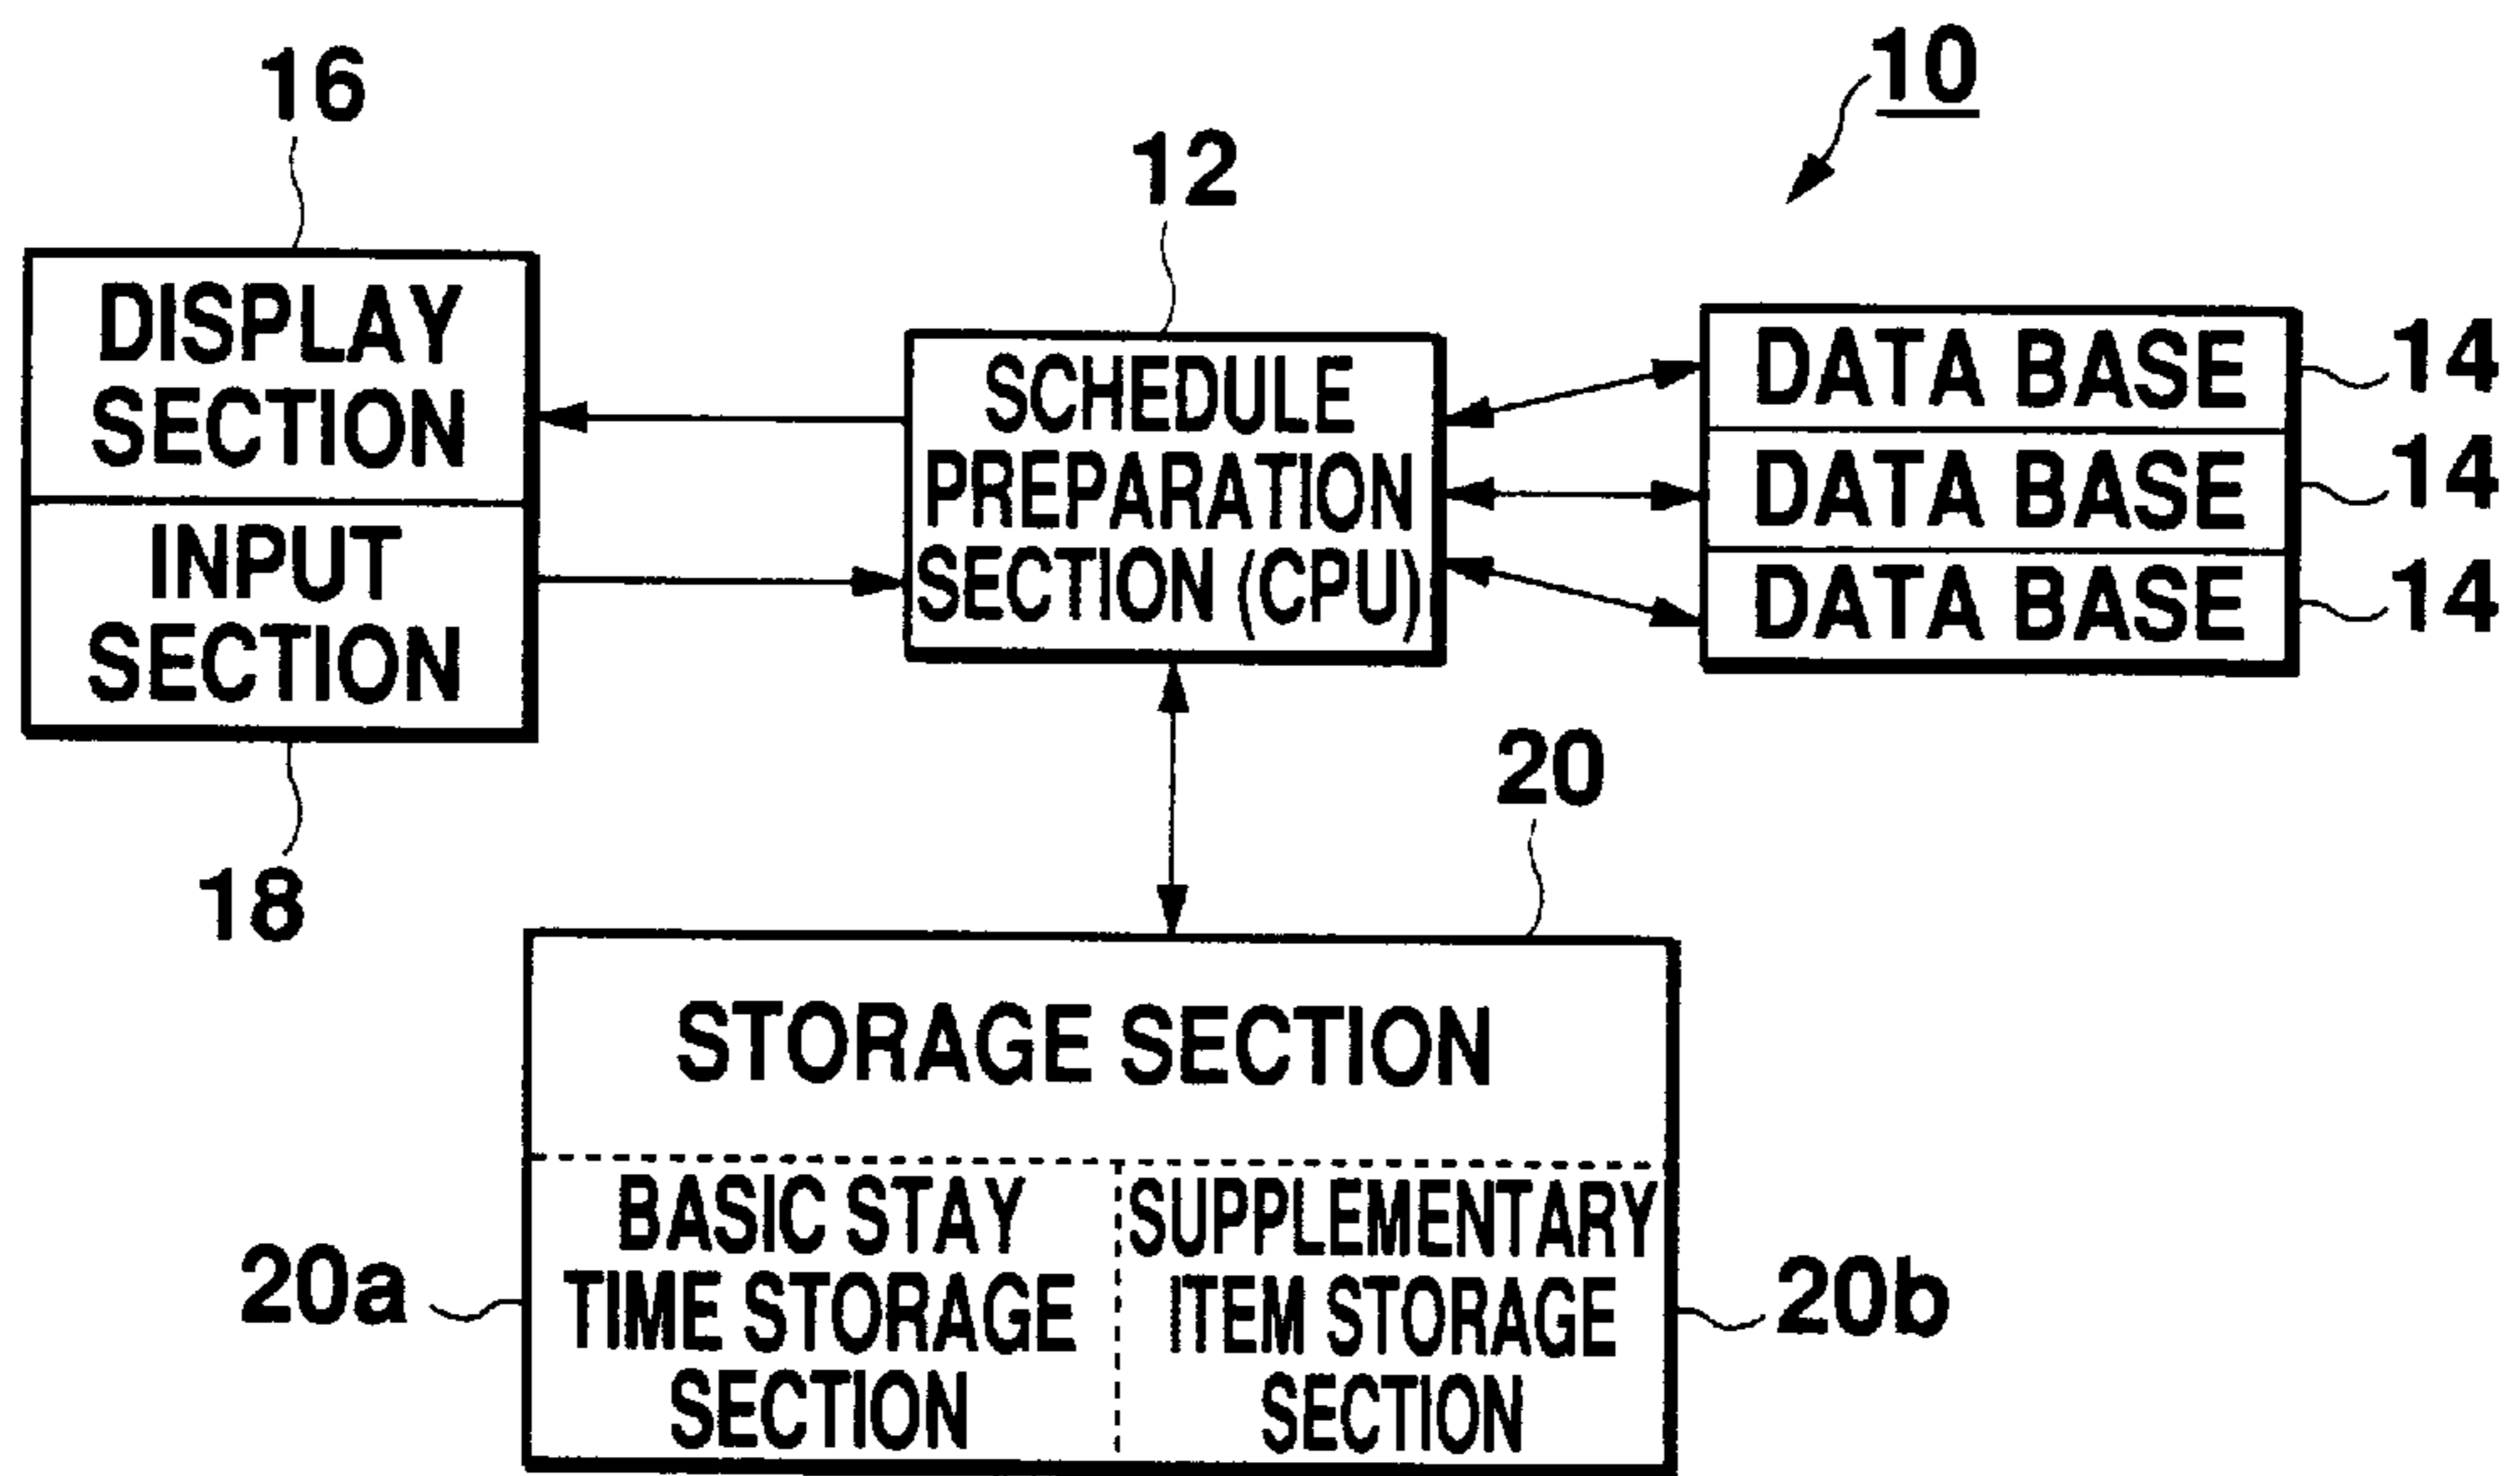 10
16
12
DISPLAY
SECTION
INPUT
SECTION
18
SCHEDULE
PREPARATION
SECTION (CPU)
DATA BASE
14
DATA BASE
14
DATA BASE
14
20
STORAGE SECTION
20a
BASIC STAY
TIME STORAGE
SECTION
SUPPLEMENTARY
ITEM STORAGE
SECTION
20b